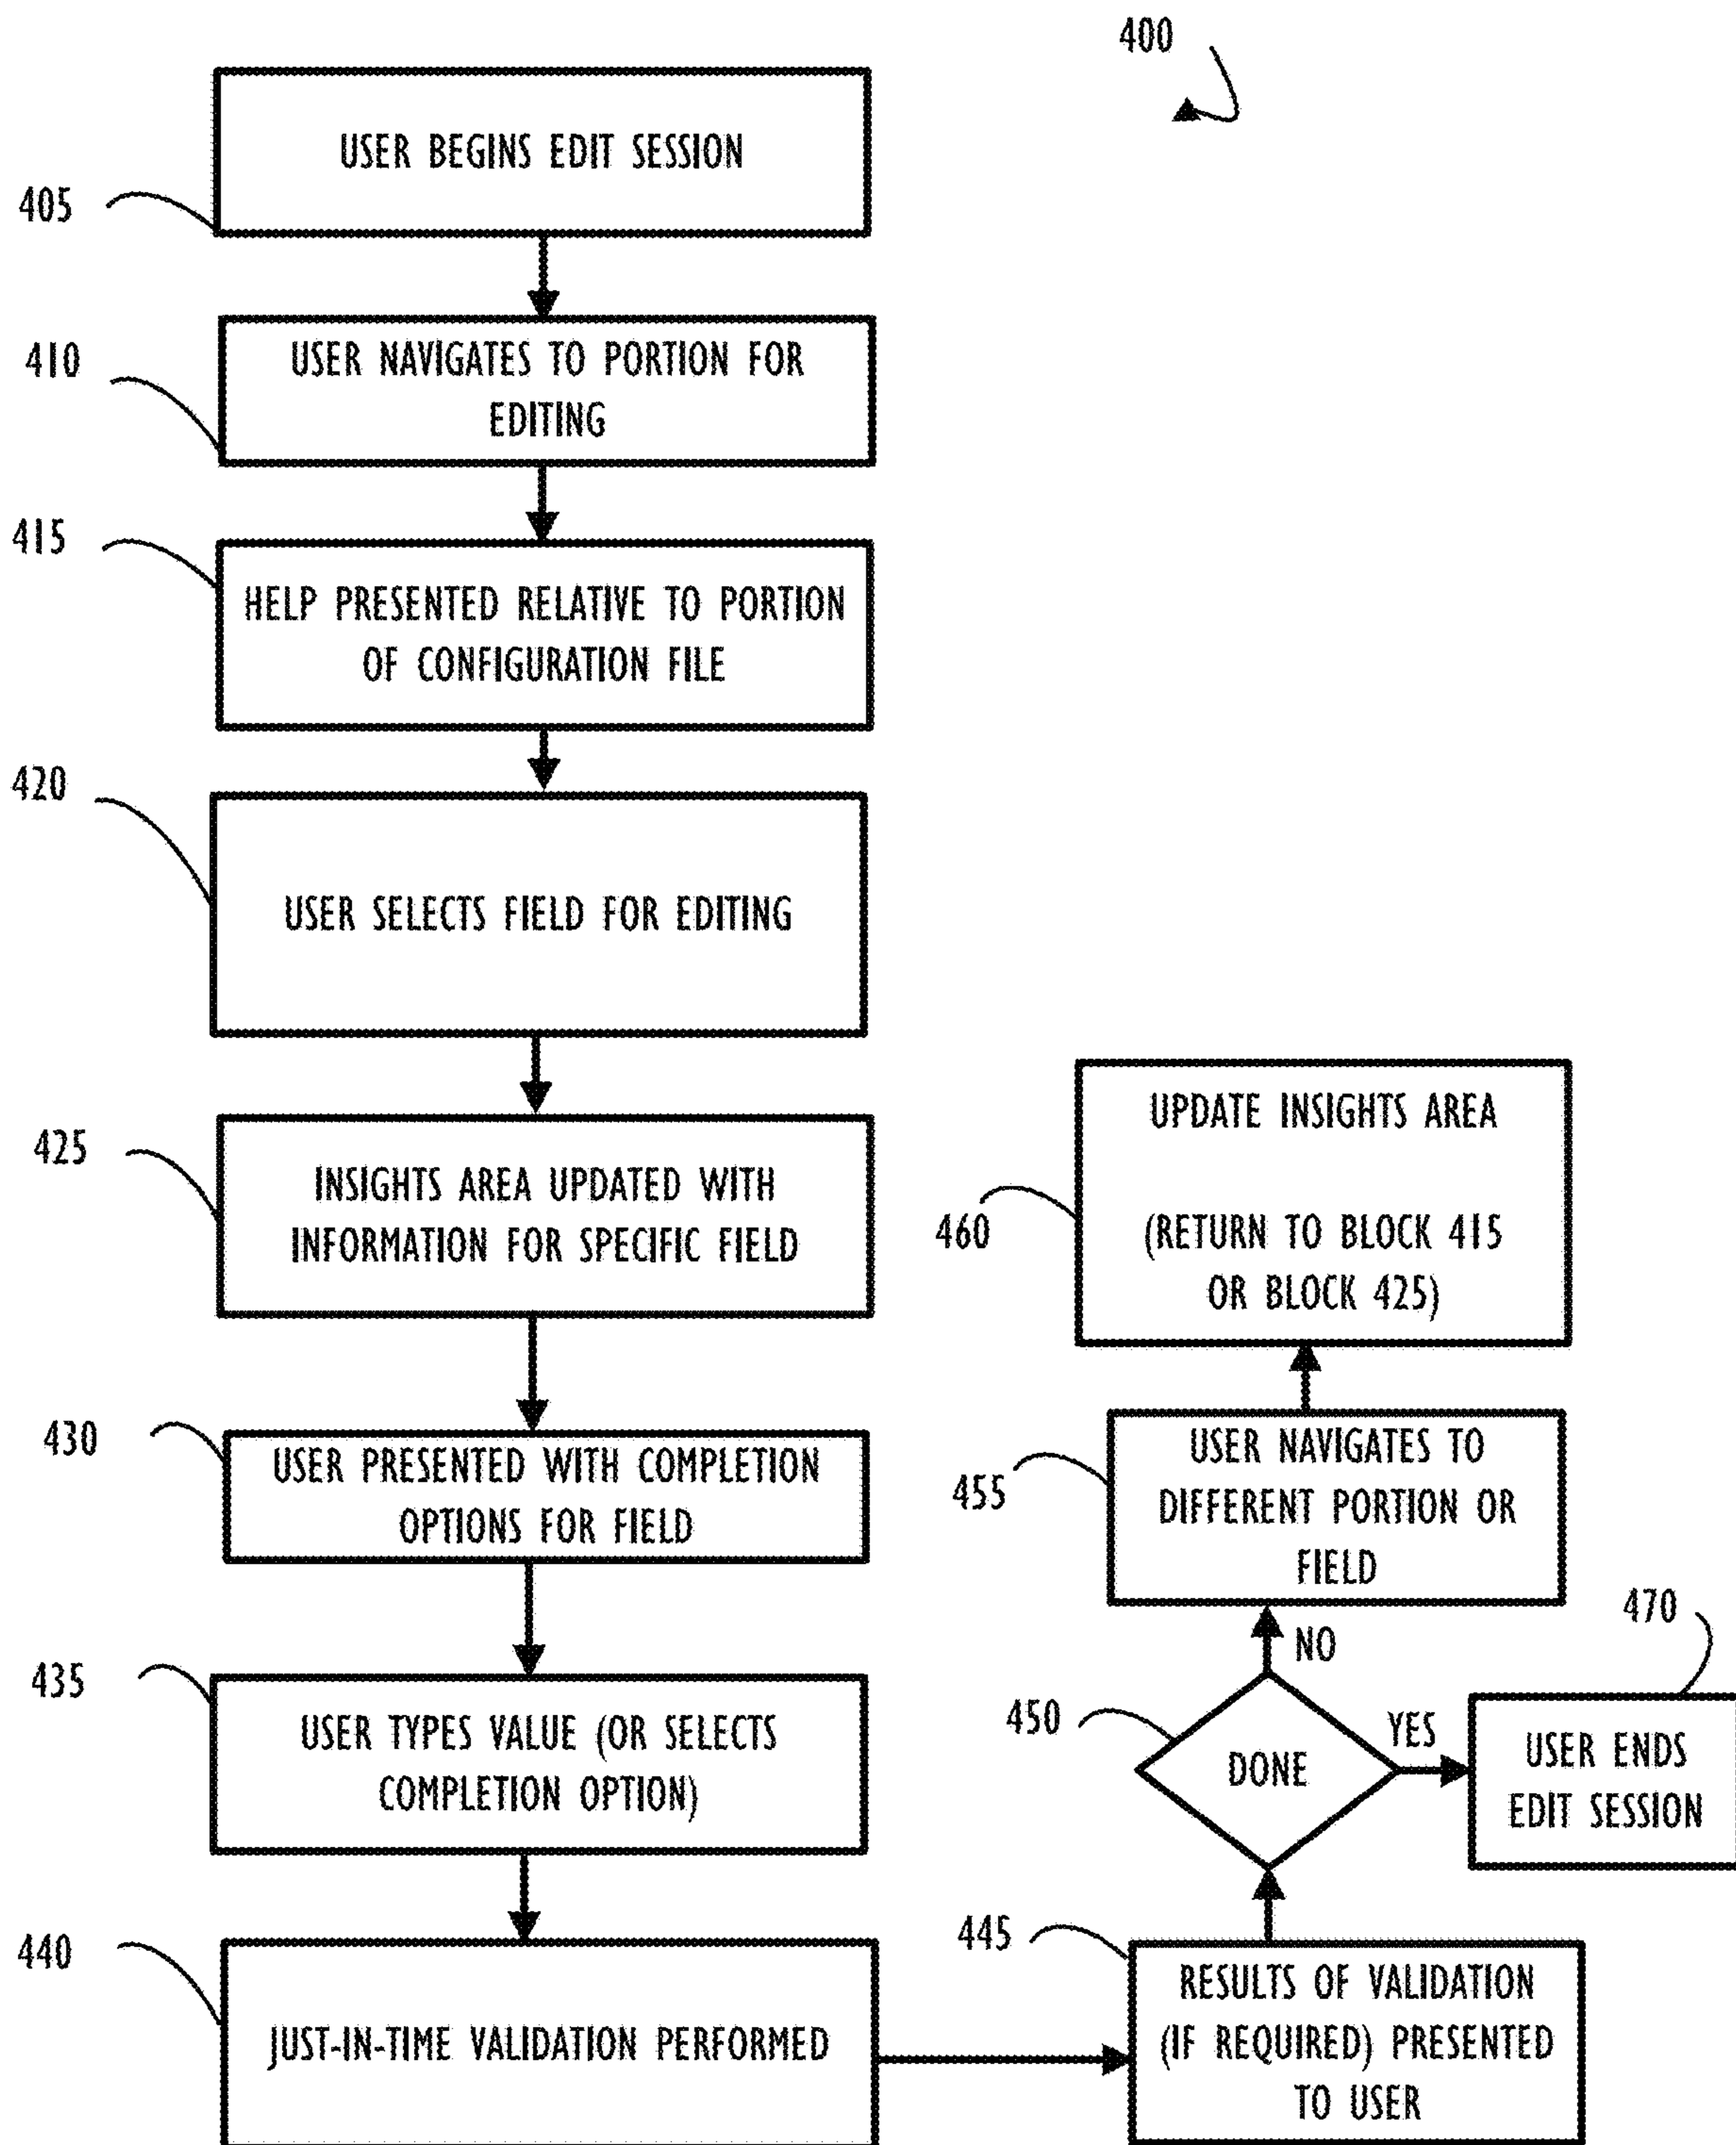 400
USER BEGINS EDIT SESSION
405
410
USER NAVIGATES TO PORTION FOR
EDITING
415
HELP PRESENTED RELATIVE TO PORTION
OF CONFIGURATION FILE
420
USER SELECTS FIELD FOR EDITING
425
INSIGHTS AREA UPDATED WITH
INFORMATION FOR SPECIFIC FIELD
430
USER PRESENTED WITH COMPLETION
OPTIONS FOR FIELD
435
USER TYPES VALUE (OR SELECTS
COMPLETION OPTION)
440
JUST-IN-TIME VALIDATION PERFORMED
445
RESULTS OF VALIDATION
(IF REQUIRED) PRESENTED
TO USER
450
DONE
YES
470
USER ENDS
EDIT SESSION
NO
455
USER NAVIGATES TO
DIFFERENT PORTION OR
FIELD
460
UPDATE INSIGHTS AREA
(RETURN TO BLOCK 415
OR BLOCK 425)